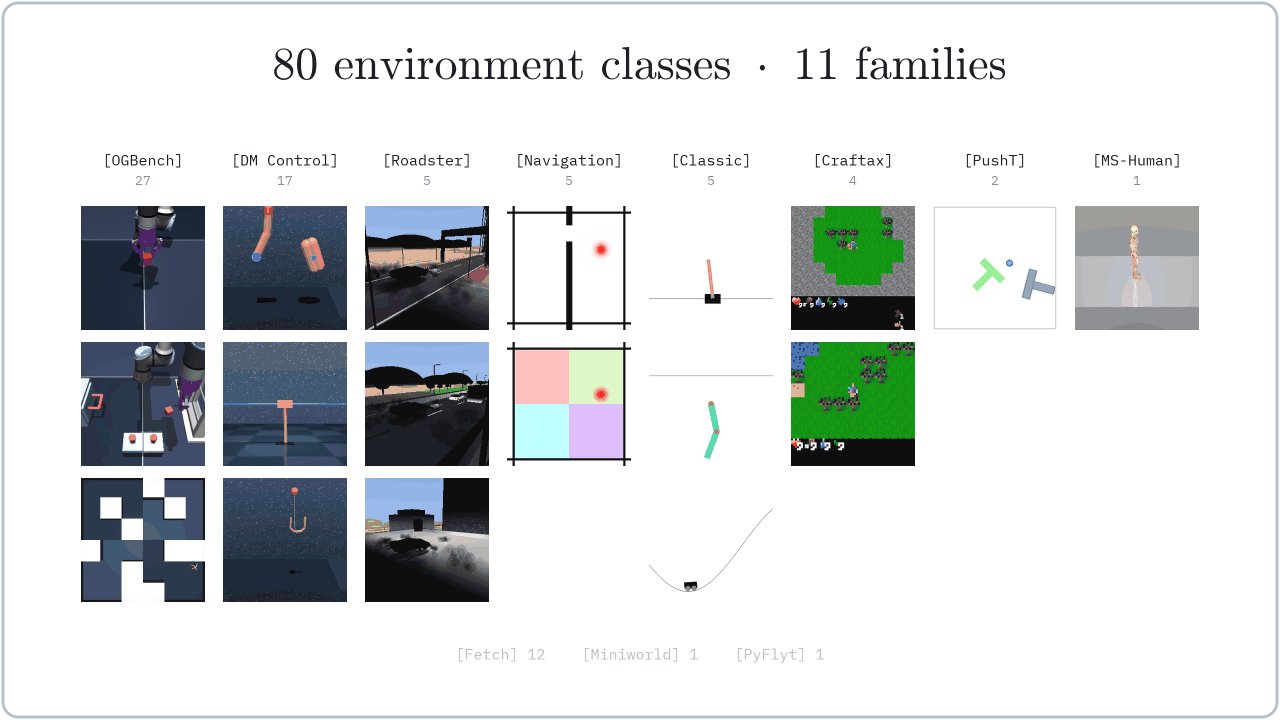 80 environment classes · 11 families
[OGBench] [DM Control] [Roadster] [Navigation] [Classic] [Craftax] [PushT] [MS-Human]
27 17 5 5 5 4 2 1
[Fetch] 12 [Miniworld] 1 [PyFlyt] 1